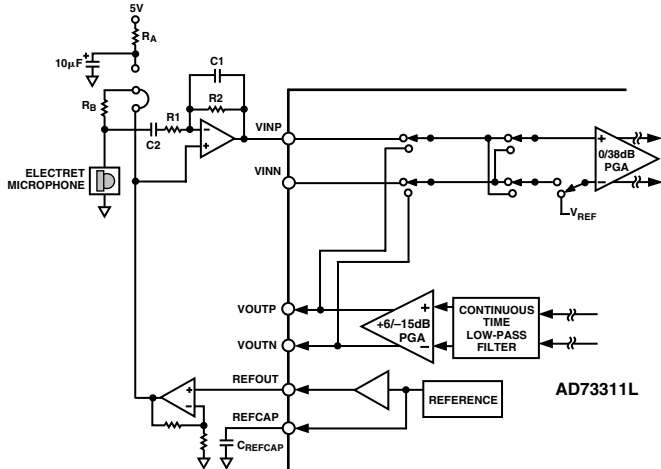 5V
RA
10μF
C1
R2
RB
R1
C2
VINP
VINN
ELECTRET
MICROPHONE
0/38dB
PGA
VREF
VOUTP
VOUTN
+6/–15dB
PGA
CONTINUOUS
TIME
LOW-PASS
FILTER
REFOUT
REFCAP
CREFCAP
REFERENCE
AD73311L